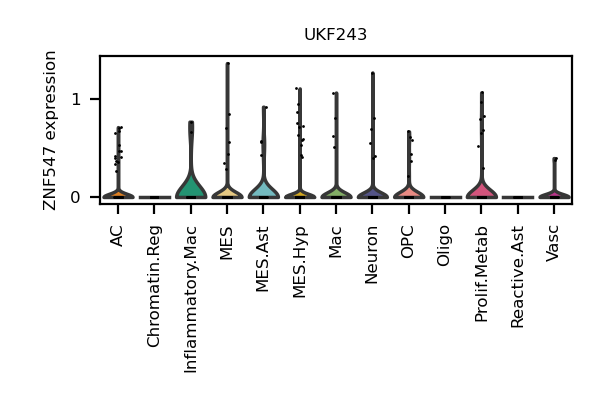 UKF243
ZNF547 expression
1
0
AC
Chromatin.Reg
Inflammatory.Mac
MES
MES.Ast
MES.Hyp
Mac
Neuron
OPC
Oligo
Prolif.Metab
Reactive.Ast
Vasc